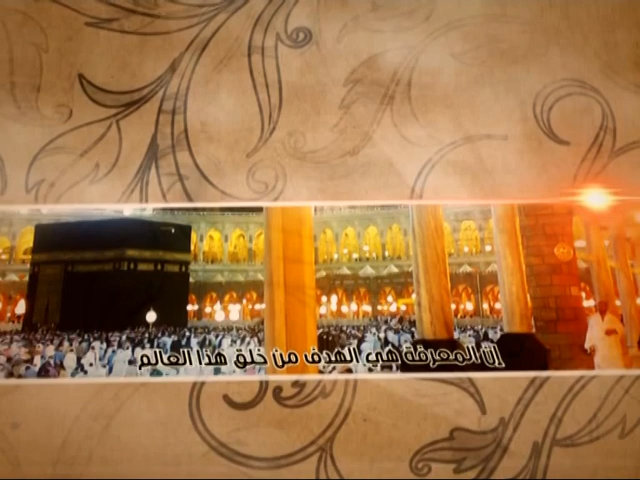 إنّ المعرفة هي الهدف من خلق هذا العالم